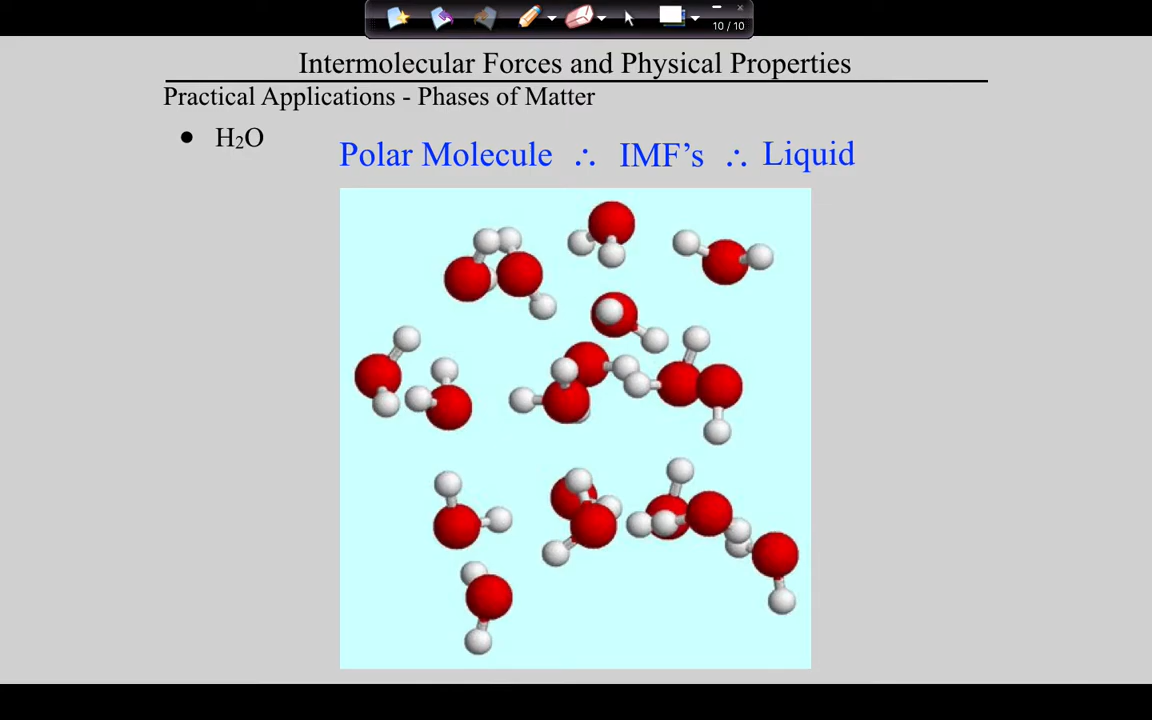 10 / 10
Intermolecular Forces and Physical Properties
Practical Applications - Phases of Matter
● H₂O
Polar Molecule ∴ IMF’s ∴ Liquid